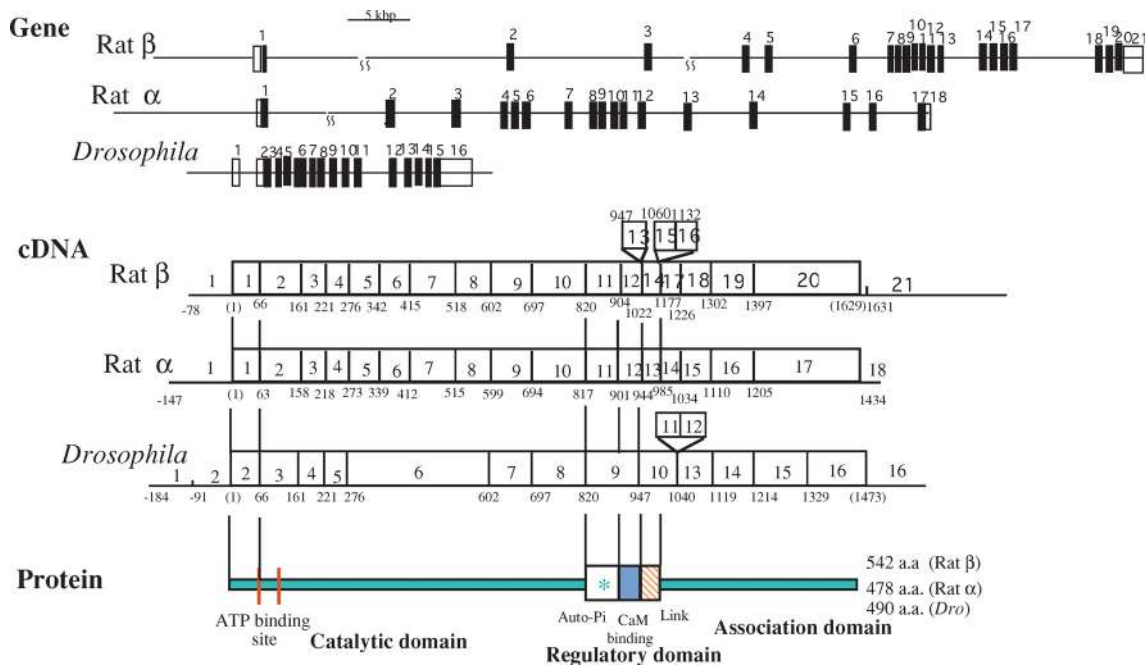 5 kbp
Gene
Rat β
1 2 3 4 5 6 7 8 9 10 11 12 13 14 15 16 17 18 19 20 21
Rat α
1 2 3 4 5 6 7 8 9 10 11 12 13 14 15 16 17 18
Drosophila
1 2 3 4 5 6 7 8 9 10 11 12 13 14 15 16
cDNA
947 1060 1132
13 15 16
Rat β
1 1 2 3 4 5 6 7 8 9 10 11 12 14 17 18 19 20 21
-78 (1) 66 161 221 276 342 415 518 602 697 820 904 1022 1177 1226 1302 1397 (1629) 1631
Rat α
1 1 2 3 4 5 6 7 8 9 10 11 12 13 14 15 16 17 18
-147 (1) 63 158 218 273 339 412 515 599 694 817 901 944 985 1034 1110 1205 1434
11 12
Drosophila
1 2 2 3 4 5 6 7 8 9 10 13 14 15 16 16
-184 -91 (1) 66 161 221 276 602 697 820 947 1040 1119 1214 1329 (1473)
Protein
*
542 a.a (Rat β)
478 a.a. (Rat α)
490 a.a. (Dro)
ATP binding
site
Catalytic domain
Auto-Pi
CaM
binding
Link
Regulatory domain
Association domain